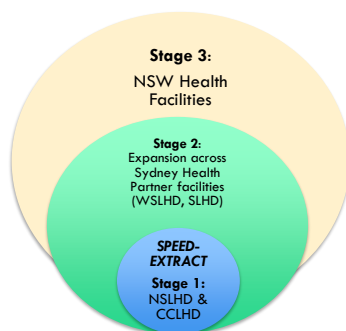 Stage 3:
NSW Health
Facilities
Stage 2:
Expansion across
Sydney Health
Partner facilities
(WSLHD, SLHD)
SPEED-
EXTRACT
Stage 1:
NSLHD &
CCLHD